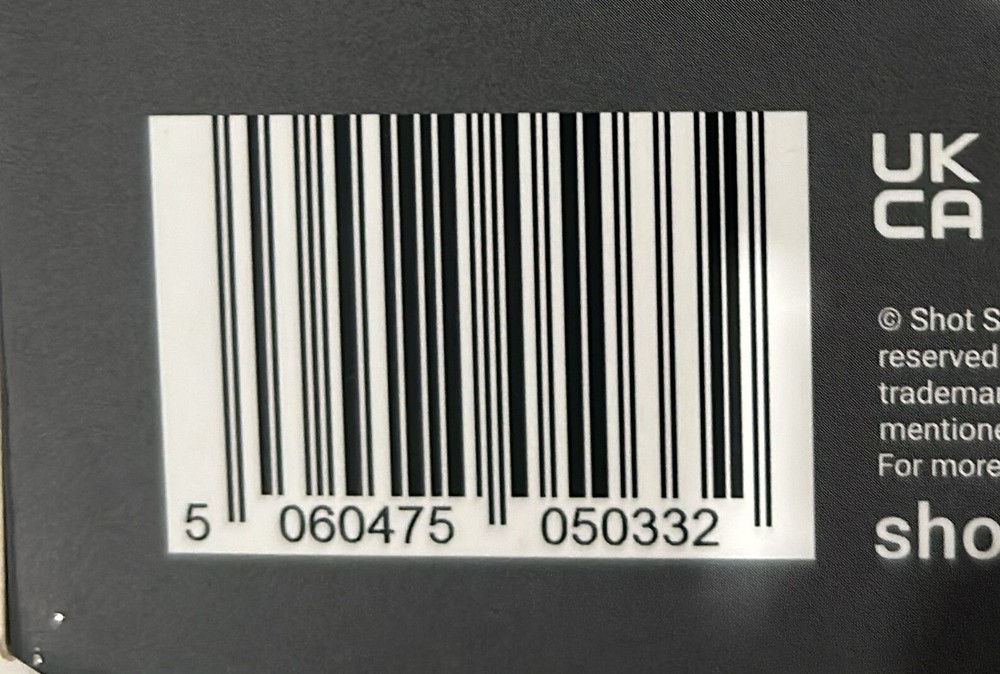 5 060475 050332
UK
CA
© Shot S
reserved
trademar
mentione
For more
sho